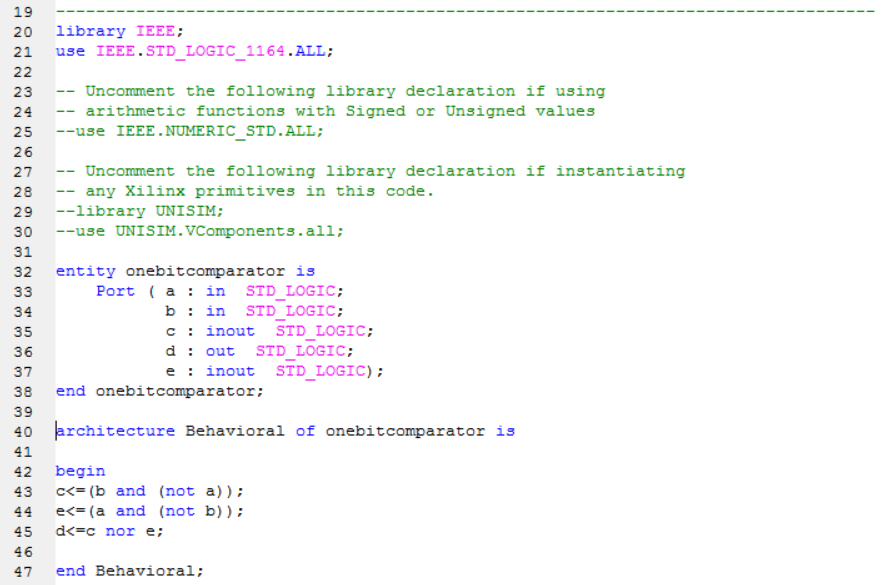 19 ----------------------------------------------------------------------------------
20 library IEEE;
21 use IEEE.STD_LOGIC_1164.ALL;
22
23 -- Uncomment the following library declaration if using
24 -- arithmetic functions with Signed or Unsigned values
25 --use IEEE.NUMERIC_STD.ALL;
26
27 -- Uncomment the following library declaration if instantiating
28 -- any Xilinx primitives in this code.
29 --library UNISIM;
30 --use UNISIM.VComponents.all;
31
32 entity onebitcomparator is
33     Port ( a : in  STD_LOGIC;
34            b : in  STD_LOGIC;
35            c : inout  STD_LOGIC;
36            d : out  STD_LOGIC;
37            e : inout  STD_LOGIC);
38 end onebitcomparator;
39
40 architecture Behavioral of onebitcomparator is
41
42 begin
43 c<=(b and (not a));
44 e<=(a and (not b));
45 d<=c nor e;
46
47 end Behavioral;